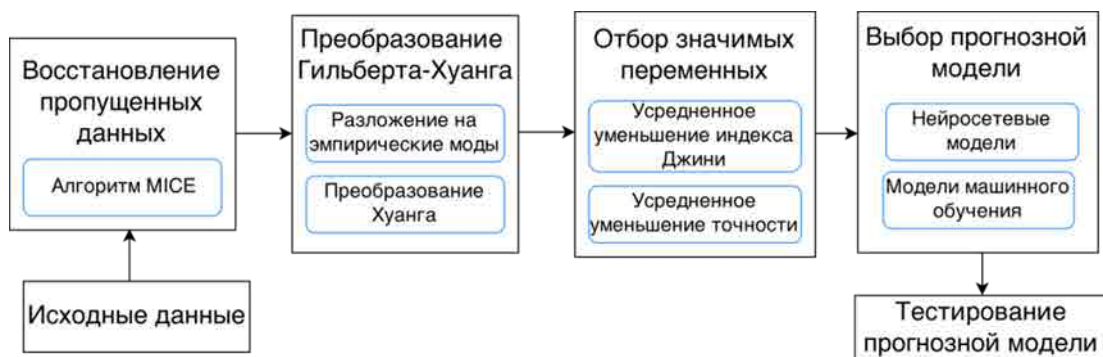 Восстановление
пропущенных
данных
Алгоритм MICE
Исходные данные
Преобразование
Гильберта-Хуанга
Разложение на
эмпирические моды
Преобразование
Хуанга
Отбор значимых
переменных
Усредненное
уменьшение индекса
Джини
Усредненное
уменьшение точности
Выбор прогнозной
модели
Нейросетевые
модели
Модели машинного
обучения
Тестирование
прогнозной модели